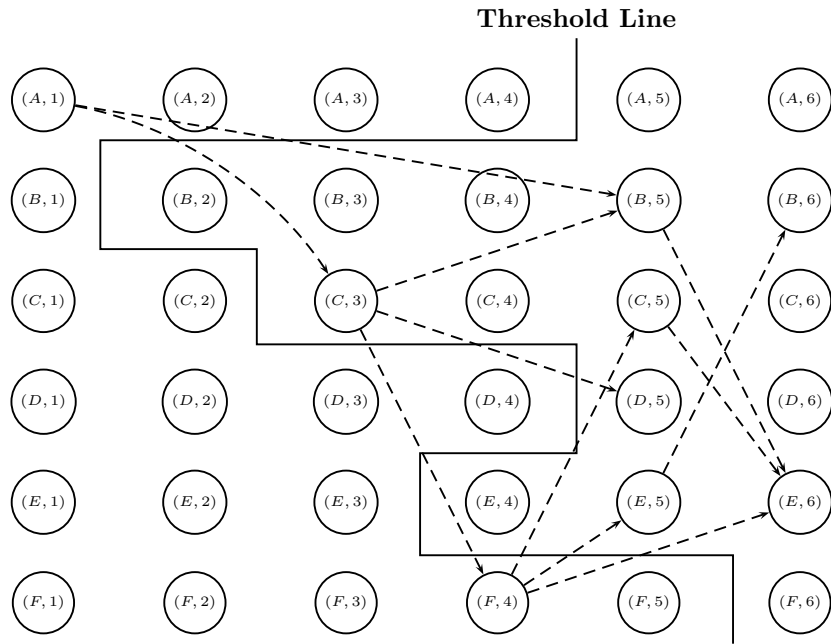 Threshold Line
(A, 1) (A, 2) (A, 3) (A, 4) (A, 5) (A, 6)
(B, 1) (B, 2) (B, 3) (B, 4) (B, 5) (B, 6)
(C, 1) (C, 2) (C, 3) (C, 4) (C, 5) (C, 6)
(D, 1) (D, 2) (D, 3) (D, 4) (D, 5) (D, 6)
(E, 1) (E, 2) (E, 3) (E, 4) (E, 5) (E, 6)
(F, 1) (F, 2) (F, 3) (F, 4) (F, 5) (F, 6)